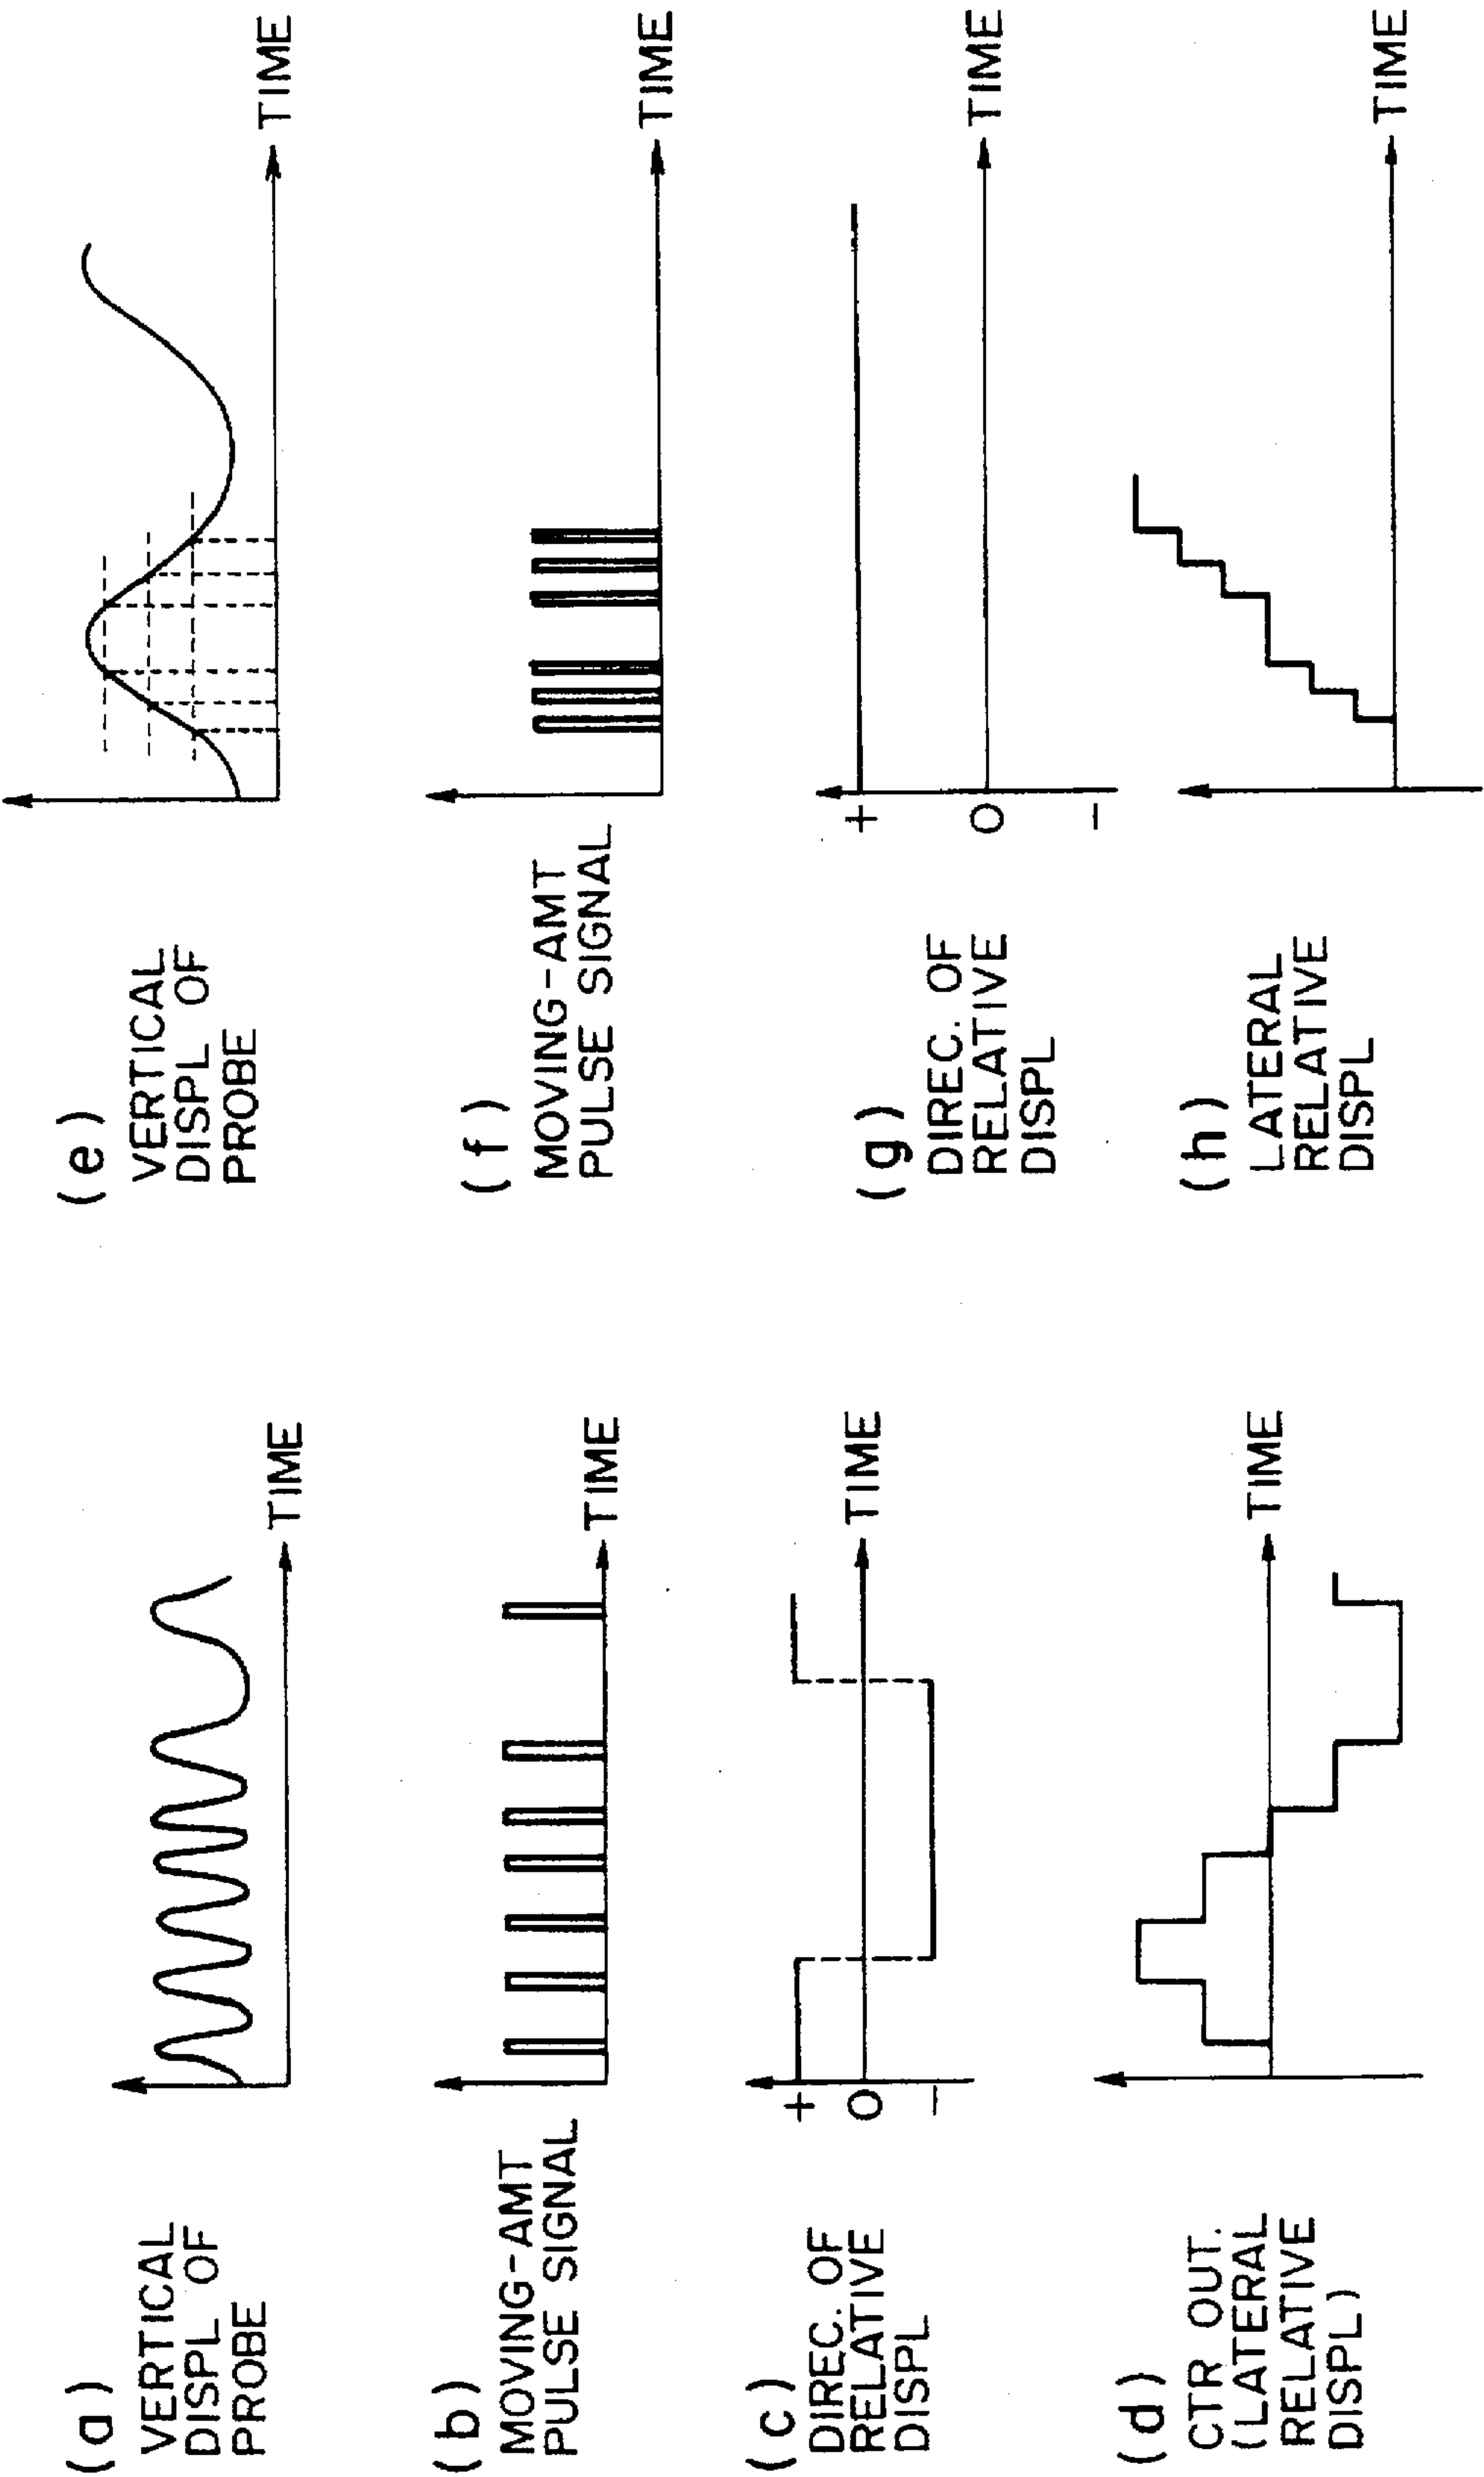 (a)
VERTICAL
DISPL OF
PROBE
TIME
(b)
MOVING-AMT
PULSE SIGNAL
TIME
(c)
DIREC. OF
RELATIVE
DISPL
+
0
-
TIME
(d)
CTR OUT.
(LATERAL
RELATIVE
DISPL)
TIME
(e)
VERTICAL
DISPL OF
PROBE
TIME
(f)
MOVING-AMT
PULSE SIGNAL
TIME
(g)
DIREC. OF
RELATIVE
DISPL
+
0
-
TIME
(h)
LATERAL
RELATIVE
DISPL
TIME